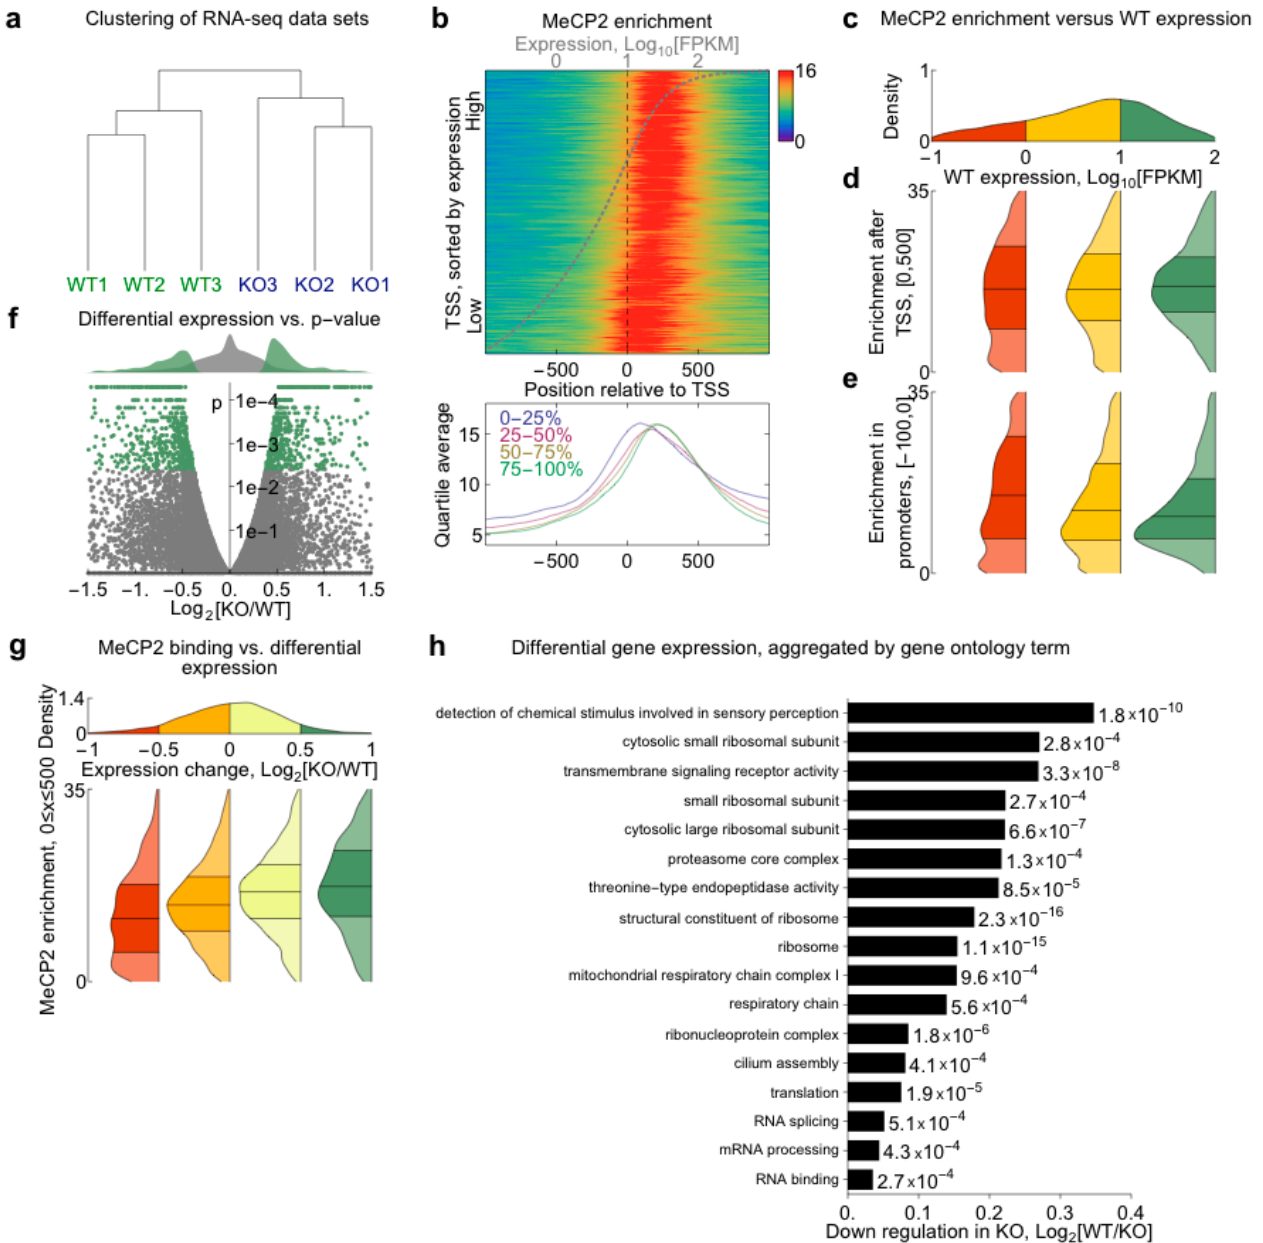 a
Clustering of RNA-seq data sets
WT1 WT2 WT3 KO3 KO2 KO1
b
MeCP2 enrichment
Expression, Log10[FPKM]
0 1 2
TSS, sorted by expression
High
Low
16
0
−500 0 500
Position relative to TSS
Quartile average
15
10
5
0−25%
25−50%
50−75%
75−100%
−500 0 500
c
MeCP2 enrichment versus WT expression
Density
1
0
−1 0 1 2
WT expression, Log10[FPKM]
d
Enrichment after
TSS, [0,500]
35
0
e
Enrichment in
promoters, [−100,0]
35
0
f
Differential expression vs. p−value
p
1e−4
1e−3
1e−2
1e−1
−1.5 −1. −0.5 0. 0.5 1. 1.5
Log2[KO/WT]
g
MeCP2 binding vs. differential
expression
Density
1.4
0
−1 −0.5 0 0.5 1
Expression change, Log2[KO/WT]
MeCP2 enrichment, 0≤x≤500
35
0
h
Differential gene expression, aggregated by gene ontology term
detection of chemical stimulus involved in sensory perception 1.8×10−10
cytosolic small ribosomal subunit 2.8×10−4
transmembrane signaling receptor activity 3.3×10−8
small ribosomal subunit 2.7×10−4
cytosolic large ribosomal subunit 6.6×10−7
proteasome core complex 1.3×10−4
threonine−type endopeptidase activity 8.5×10−5
structural constituent of ribosome 2.3×10−16
ribosome 1.1×10−15
mitochondrial respiratory chain complex I 9.6×10−4
respiratory chain 5.6×10−4
ribonucleoprotein complex 1.8×10−6
cilium assembly 4.1×10−4
translation 1.9×10−5
RNA splicing 5.1×10−4
mRNA processing 4.3×10−4
RNA binding 2.7×10−4
0. 0.1 0.2 0.3 0.4
Down regulation in KO, Log2[WT/KO]